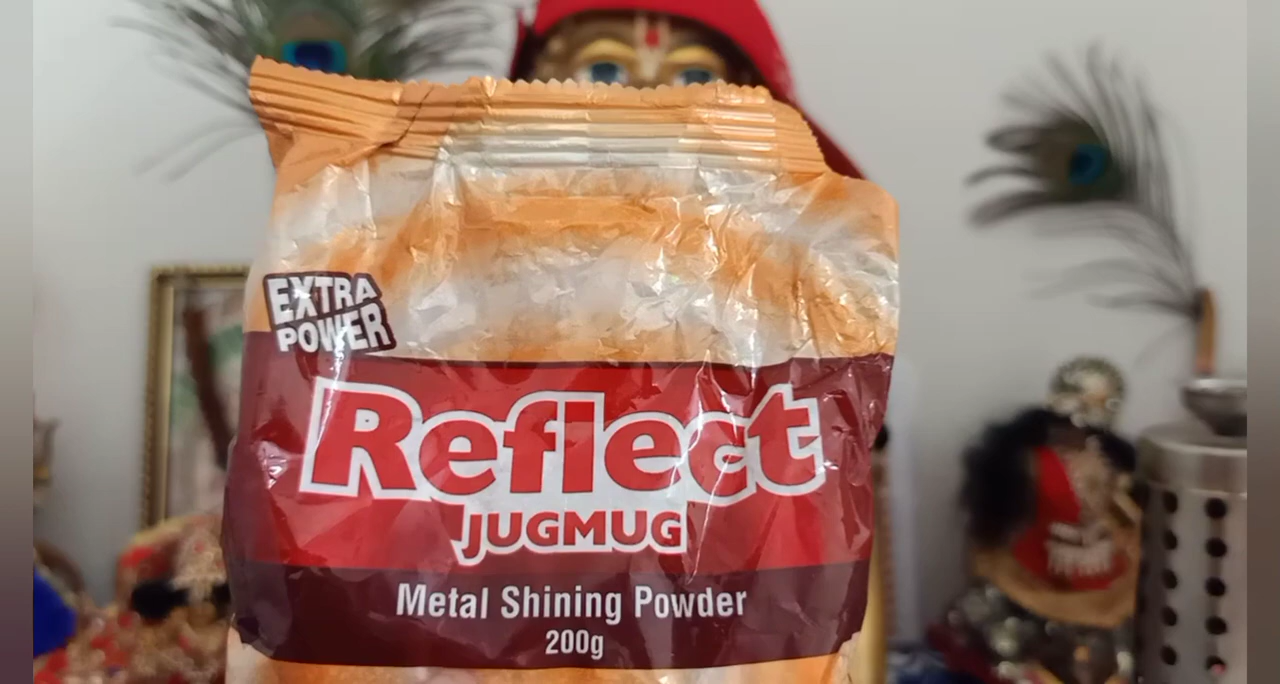 EXTRA
POWER
Reflect
JUGMUG
Metal Shining Powder
200g